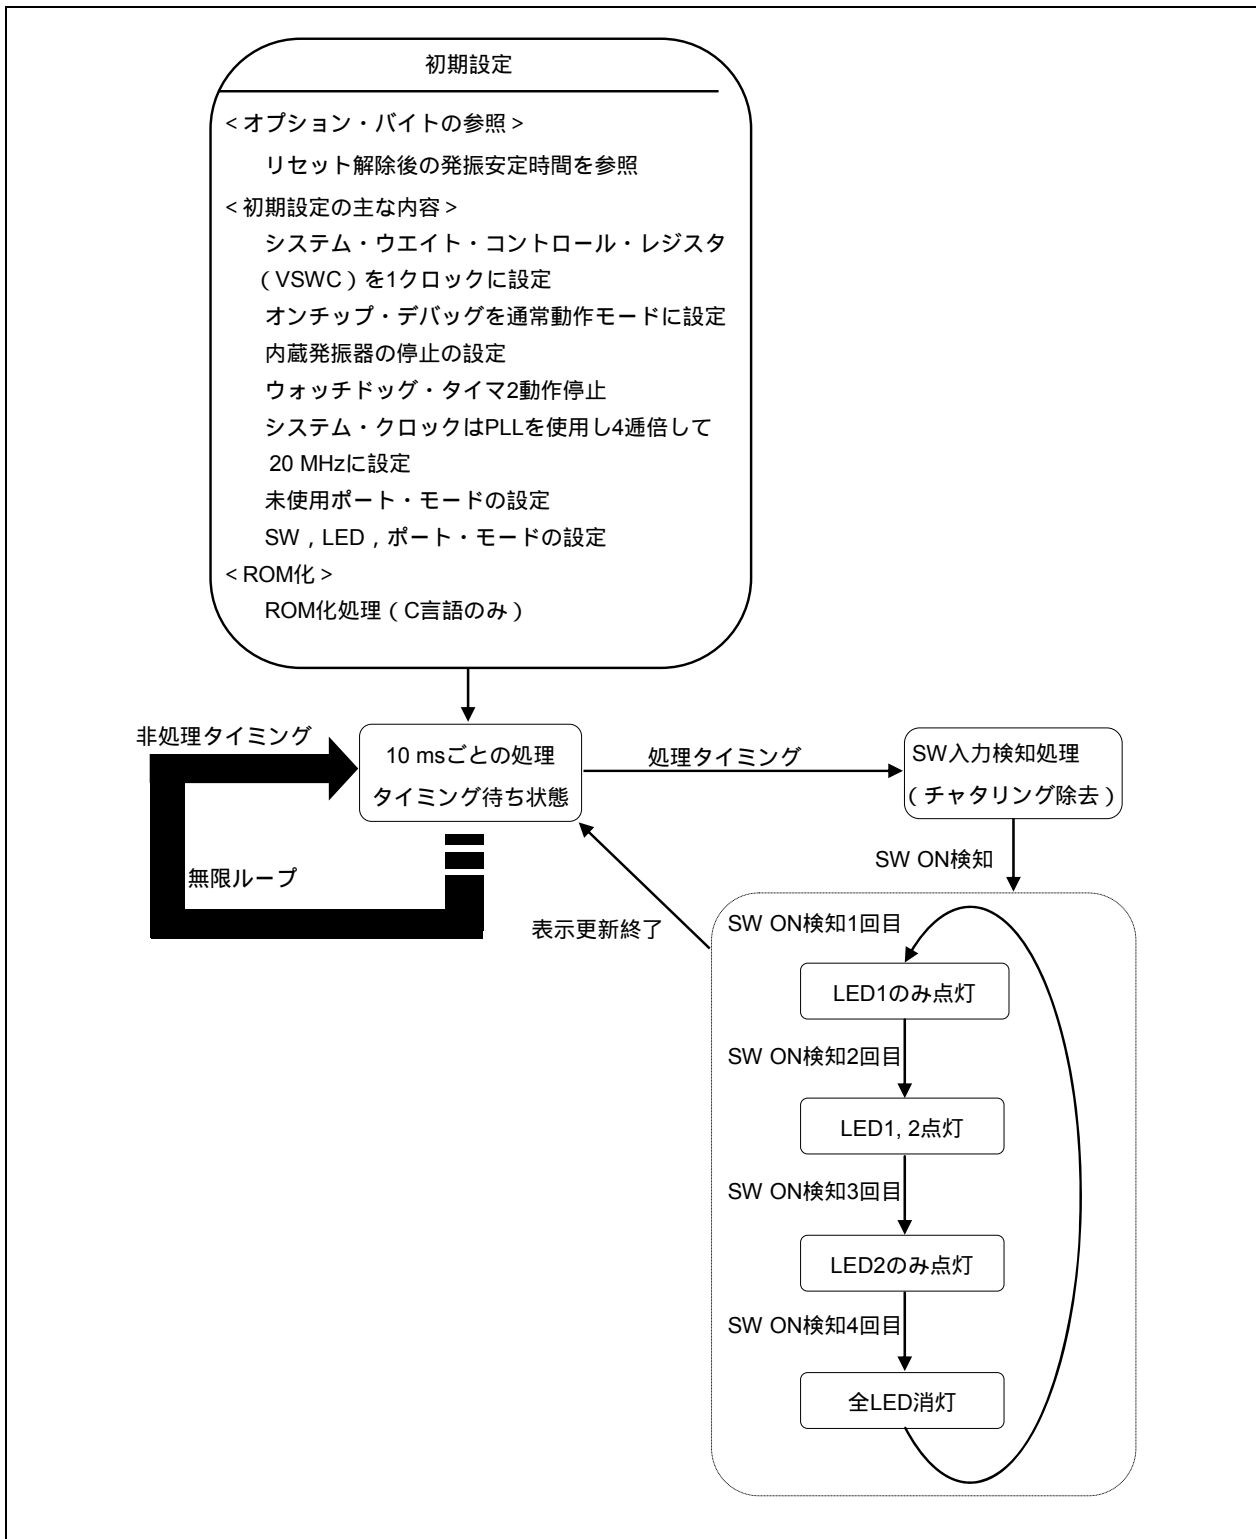 初期設定
<オプション・バイトの参照>
リセット解除後の発振安定時間を参照
<初期設定の主な内容>
システム・ウエイト・コントロール・レジスタ
(VSWC)を1クロックに設定
オンチップ・デバッグを通常動作モードに設定
内蔵発振器の停止の設定
ウォッチドッグ・タイマ2動作停止
システム・クロックはPLLを使用し4逓倍して
20 MHzに設定
未使用ポート・モードの設定
SW,LED,ポート・モードの設定
<ROM化>
ROM化処理(C言語のみ)
非処理タイミング
10 msごとの処理
タイミング待ち状態
処理タイミング
SW入力検知処理
(チャタリング除去)
無限ループ
SW ON検知
表示更新終了
SW ON検知1回目
LED1のみ点灯
SW ON検知2回目
LED1, 2点灯
SW ON検知3回目
LED2のみ点灯
SW ON検知4回目
全LED消灯